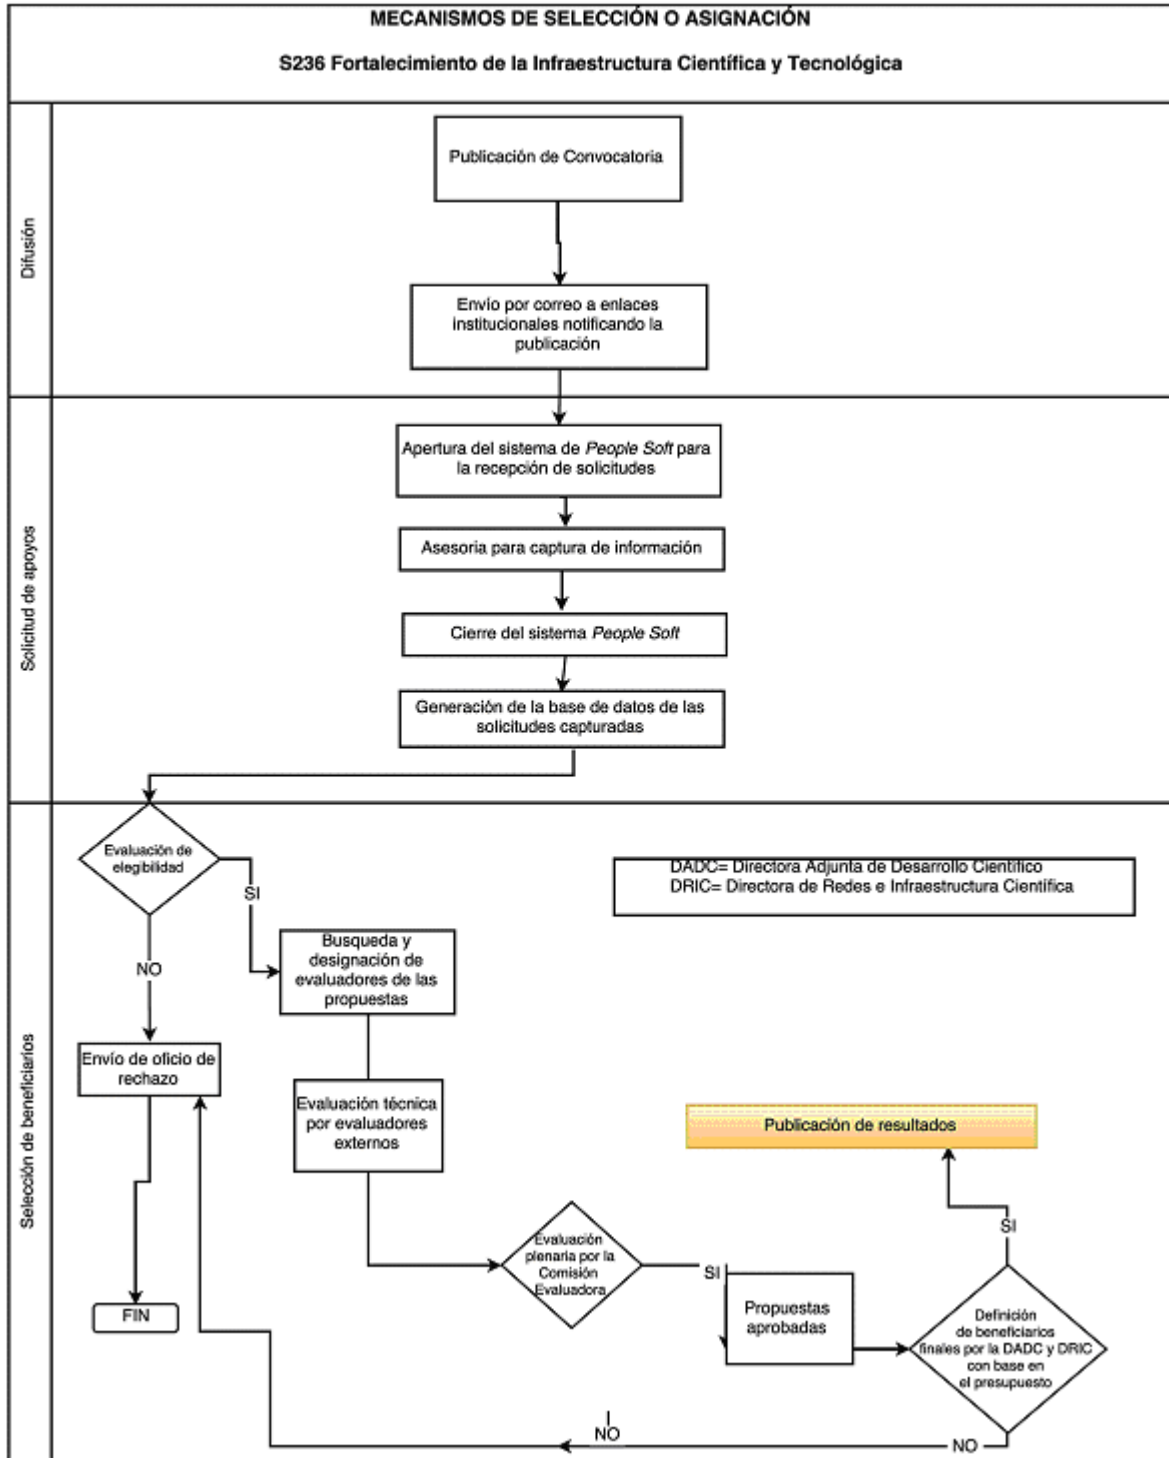 MECANISMOS DE SELECCIÓN O ASIGNACIÓN
S236 Fortalecimiento de la Infraestructura Científica y Tecnológica
Difusión
Publicación de Convocatoria
Envío por correo a enlaces
institucionales notificando la
publicación
Solicitud de apoyos
Apertura del sistema de People Soft para
la recepción de solicitudes
Asesoria para captura de información
Cierre del sistema People Soft
Generación de la base de datos de las
solicitudes capturadas
Selección de beneficiarios
Evaluación de
elegibilidad
SI
NO
DADC= Directora Adjunta de Desarrollo Científico
DRIC= Directora de Redes e Infraestructura Científica
Busqueda y
designación de
evaluadores de las
propuestas
Envío de oficio de
rechazo
Evaluación técnica
por evaluadores
externos
Publicación de resultados
FIN
Evaluación
plenaria por la
Comisión
Evaluadora
SI
Propuestas
aprobadas
SI
Definición
de beneficiarios
finales por la DADC y DRIC
con base en
el presupuesto
NO
NO